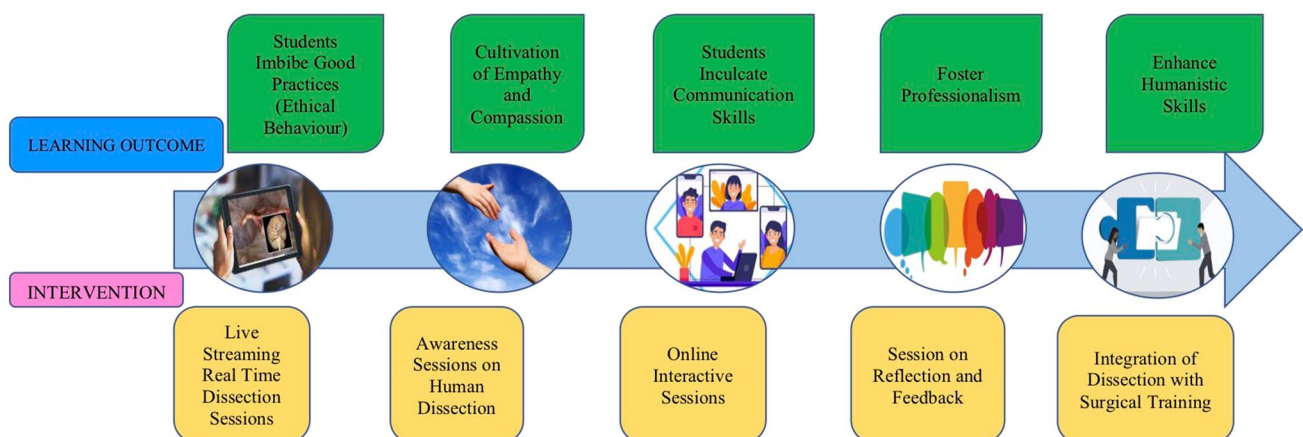 Students
Imbibe Good
Practices
(Ethical
Behaviour)
Cultivation
of Empathy
and
Compassion
Students
Inculcate
Communication
Skills
Foster
Professionalism
Enhance
Humanistic
Skills
LEARNING OUTCOME
INTERVENTION
Live
Streaming
Real Time
Dissection
Sessions
Awareness
Sessions on
Human
Dissection
Online
Interactive
Sessions
Session on
Reflection and
Feedback
Integration of
Dissection with
Surgical Training